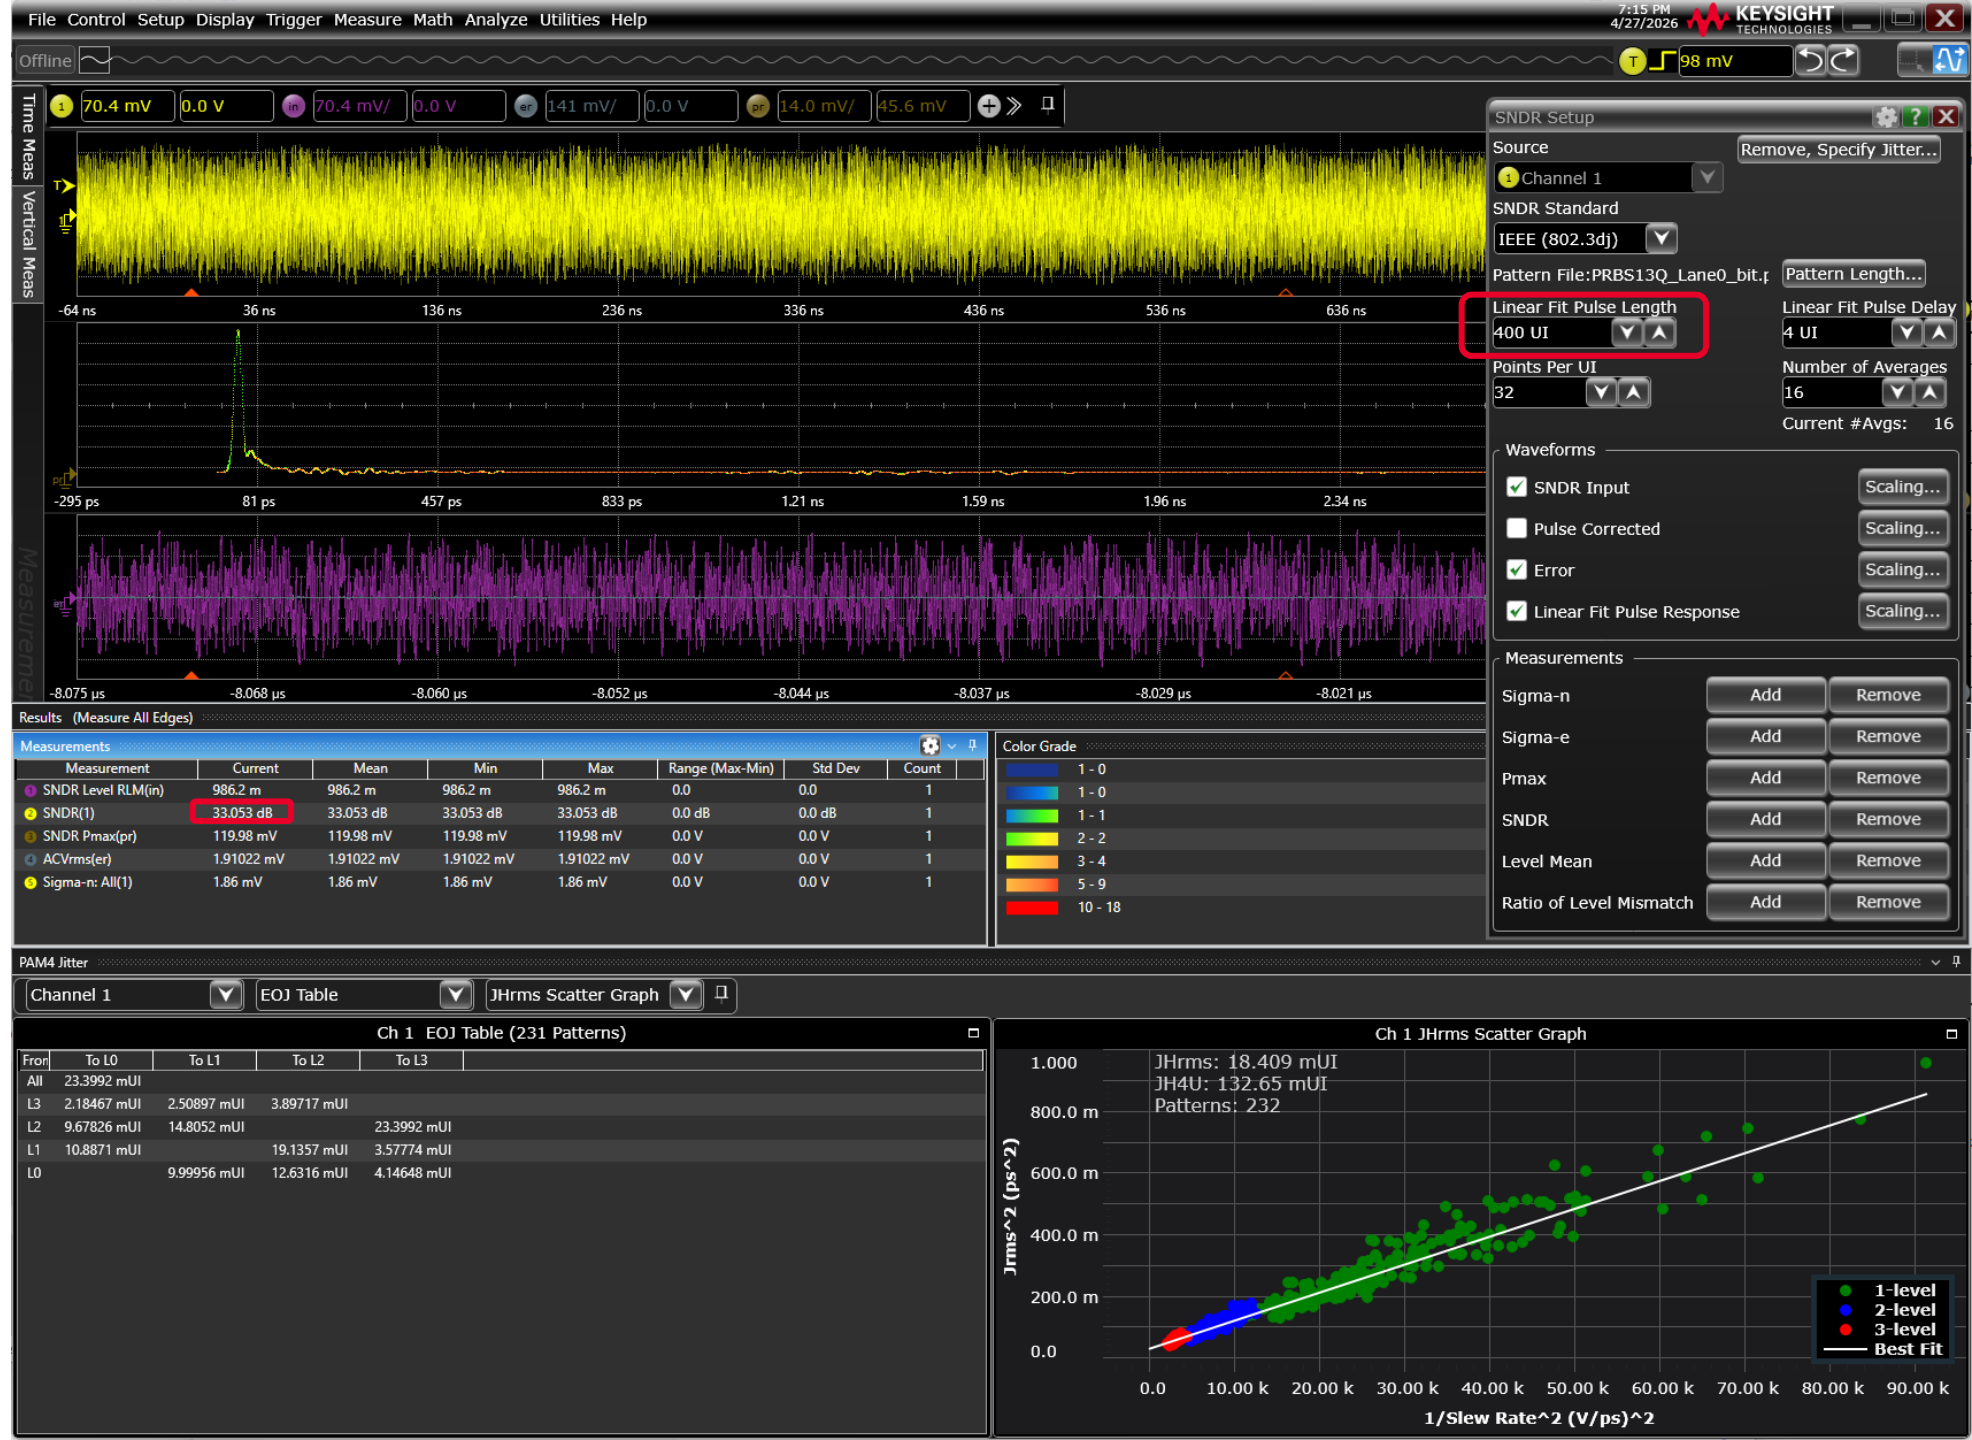 File Control Setup Display Trigger Measure Math Analyze Utilities Help
7:15 PM
4/27/2026
KEYSIGHT
TECHNOLOGIES
Offline
T 98 mV
Time Meas
Vertical Meas
1 70.4 mV 0.0 V in 70.4 mV/ 0.0 V er 141 mV/ 0.0 V pr 14.0 mV/ 45.6 mV
T
1
-64 ns 36 ns 136 ns 236 ns 336 ns 436 ns 536 ns 636 ns
pr
-295 ps 81 ps 457 ps 833 ps 1.21 ns 1.59 ns 1.96 ns 2.34 ns
er
-8.075 µs -8.068 µs -8.060 µs -8.052 µs -8.044 µs -8.037 µs -8.029 µs -8.021 µs
SNDR Setup ? X
Source
Remove, Specify Jitter...
1 Channel 1
SNDR Standard
IEEE (802.3dj)
Pattern File:PRBS13Q_Lane0_bit.p Pattern Length...
Linear Fit Pulse Length Linear Fit Pulse Delay
400 UI 4 UI
Points Per UI Number of Averages
32 16
Current #Avgs: 16
Waveforms
SNDR Input Scaling...
Pulse Corrected Scaling...
Error Scaling...
Linear Fit Pulse Response Scaling...
Measurements
Sigma-n Add Remove
Sigma-e Add Remove
Pmax Add Remove
SNDR Add Remove
Level Mean Add Remove
Ratio of Level Mismatch Add Remove
Results (Measure All Edges)
Measurements
Measurement Current Mean Min Max Range (Max-Min) Std Dev Count
1 SNDR Level RLM(in) 986.2 m 986.2 m 986.2 m 986.2 m 0.0 0.0 1
2 SNDR(1) 33.053 dB 33.053 dB 33.053 dB 33.053 dB 0.0 dB 0.0 dB 1
3 SNDR Pmax(pr) 119.98 mV 119.98 mV 119.98 mV 119.98 mV 0.0 V 0.0 V 1
4 ACVrms(er) 1.91022 mV 1.91022 mV 1.91022 mV 1.91022 mV 0.0 V 0.0 V 1
5 Sigma-n: All(1) 1.86 mV 1.86 mV 1.86 mV 1.86 mV 0.0 V 0.0 V 1
Color Grade
1 - 0
1 - 0
1 - 1
2 - 2
3 - 4
5 - 9
10 - 18
PAM4 Jitter
Channel 1 EOJ Table JHrms Scatter Graph
Ch 1 EOJ Table (231 Patterns)
From To L0 To L1 To L2 To L3
All 23.3992 mUI
L3 2.18467 mUI 2.50897 mUI 3.89717 mUI
L2 9.67826 mUI 14.8052 mUI 23.3992 mUI
L1 10.8871 mUI 19.1357 mUI 3.57774 mUI
L0 9.99956 mUI 12.6316 mUI 4.14648 mUI
Ch 1 JHrms Scatter Graph
JHrms: 18.409 mUI
JH4U: 132.65 mUI
Patterns: 232
Jrms^2 (ps^2)
1.000
800.0 m
600.0 m
400.0 m
200.0 m
0.0
1-level
2-level
3-level
Best Fit
0.0 10.00 k 20.00 k 30.00 k 40.00 k 50.00 k 60.00 k 70.00 k 80.00 k 90.00 k
1/Slew Rate^2 (V/ps)^2